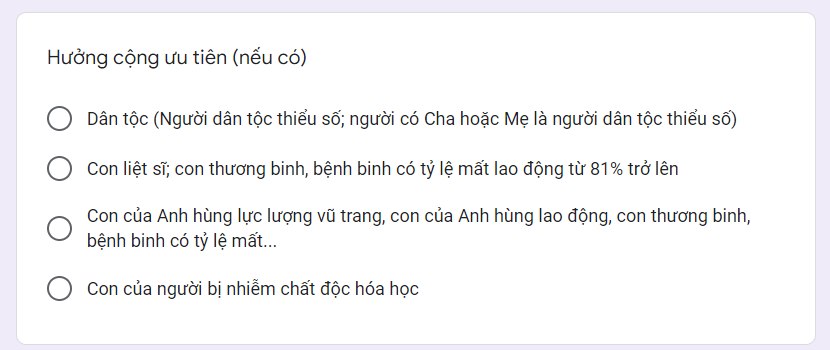 Hưởng cộng ưu tiên (nếu có)
Dân tộc (Người dân tộc thiểu số; người có Cha hoặc Mẹ là người dân tộc thiểu số)
Con liệt sĩ; con thương binh, bệnh binh có tỷ lệ mất lao động từ 81% trở lên
Con của Anh hùng lực lượng vũ trang, con của Anh hùng lao động, con thương binh,
bệnh binh có tỷ lệ mất...
Con của người bị nhiễm chất độc hóa học